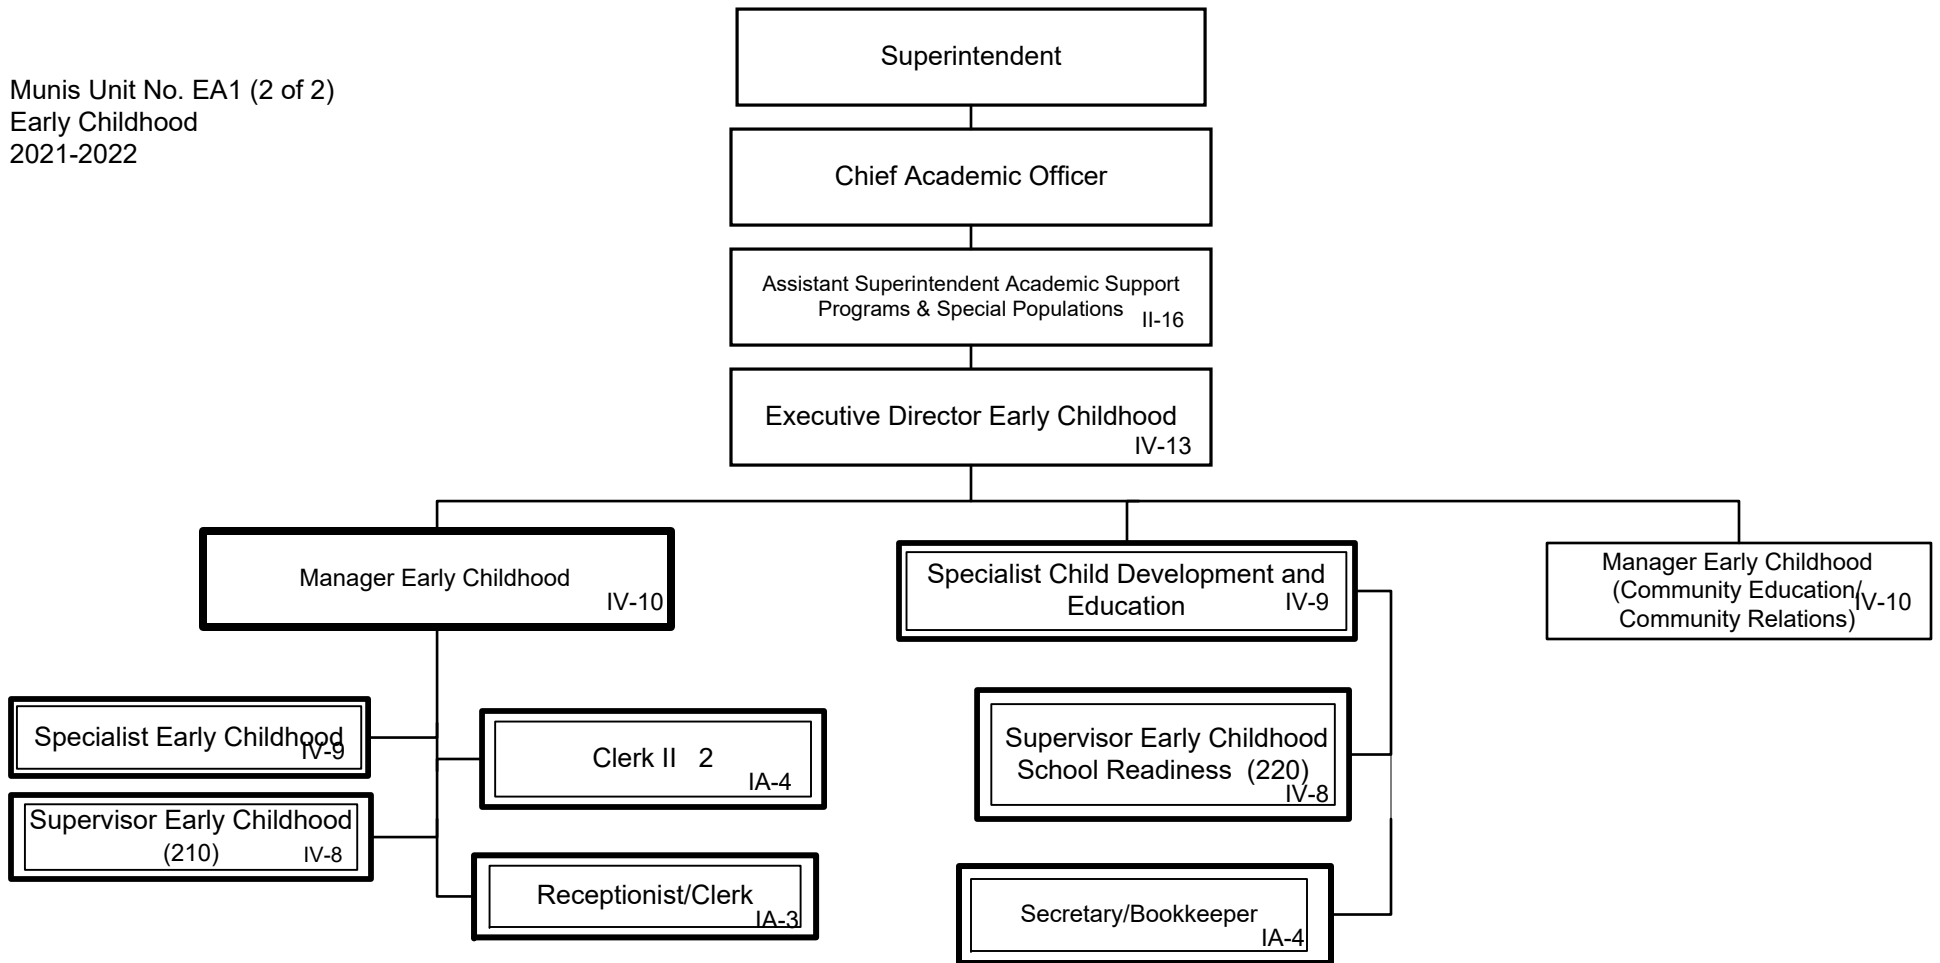 Superintendent
Munis Unit No. EA1 (2 of 2)
Early Childhood
2021-2022
Chief Academic Officer
Assistant Superintendent Academic Support
Programs & Special Populations
II-16
Executive Director Early Childhood
IV-13
Manager Early Childhood
IV-10
Specialist Child Development and
Education
IV-9
Manager Early Childhood
(Community Education/
Community Relations)
IV-10
Specialist Early Childhood
IV-9
Clerk II 2
IA-4
Supervisor Early Childhood
School Readiness (220)
IV-8
Supervisor Early Childhood
(210)
IV-8
Receptionist/Clerk
IA-3
Secretary/Bookkeeper
IA-4